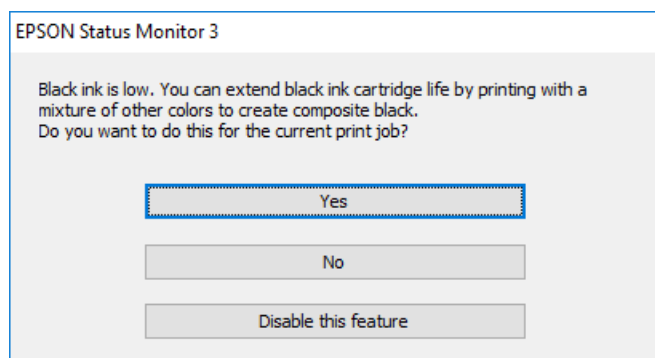 EPSON Status Monitor 3
Black ink is low. You can extend black ink cartridge life by printing with a
mixture of other colors to create composite black.
Do you want to do this for the current print job?
Yes
No
Disable this feature